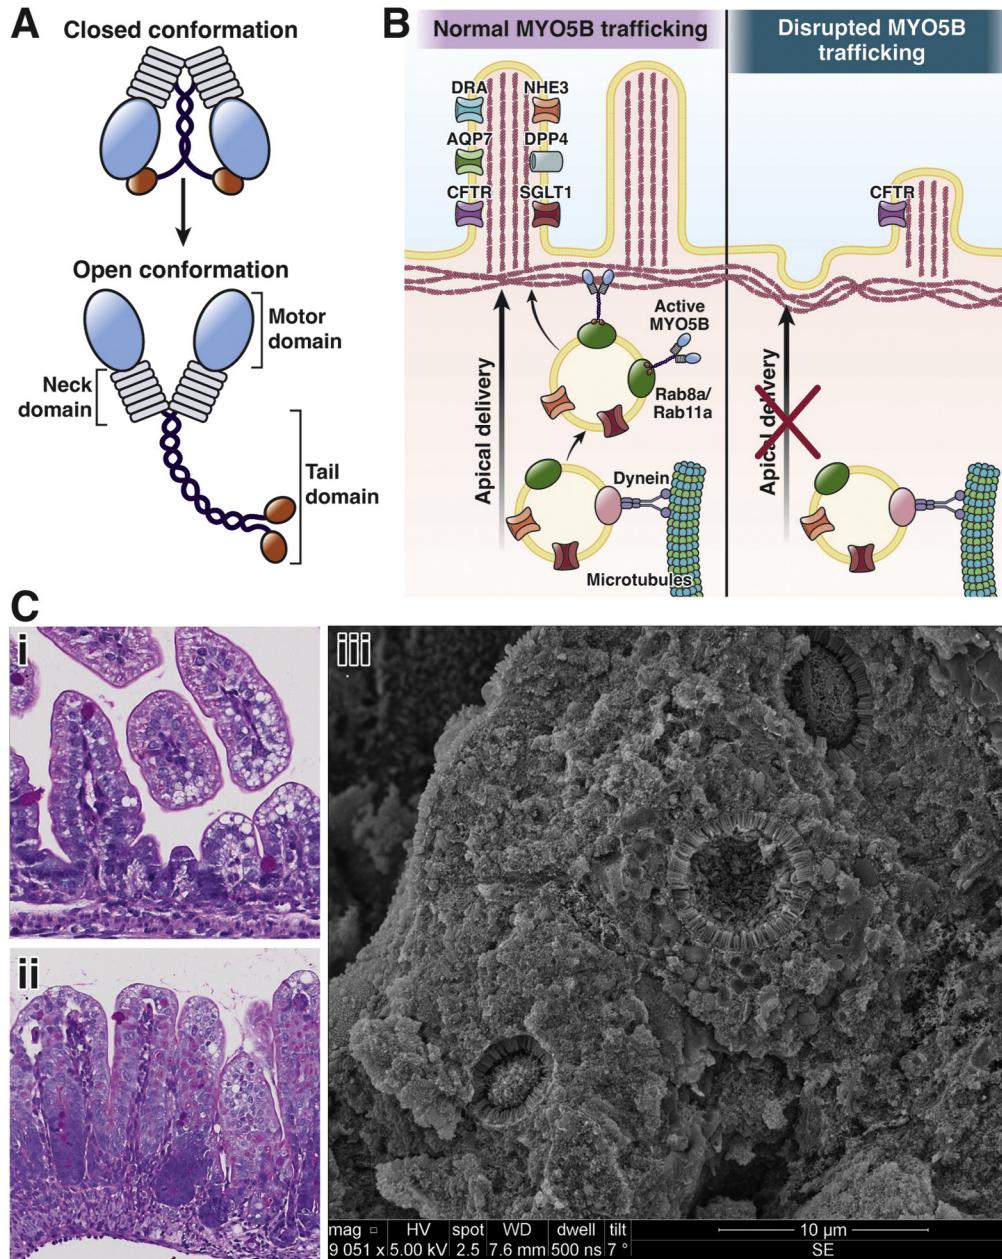 A
Closed conformation
Open conformation
Motor
domain
Neck
domain
Tail
domain
B
Normal MYO5B trafficking
Disrupted MYO5B
trafficking
DRA
NHE3
AQP7
DPP4
CFTR
SGLT1
CFTR
Active
MYO5B
Rab8a/
Rab11a
Apical delivery
Dynein
Microtubules
Apical delivery
C
i
ii
iii
mag □ HV spot WD dwell tilt
9 051 x 5.00 kV 2.5 7.6 mm 500 ns 7 °
10 µm
SE